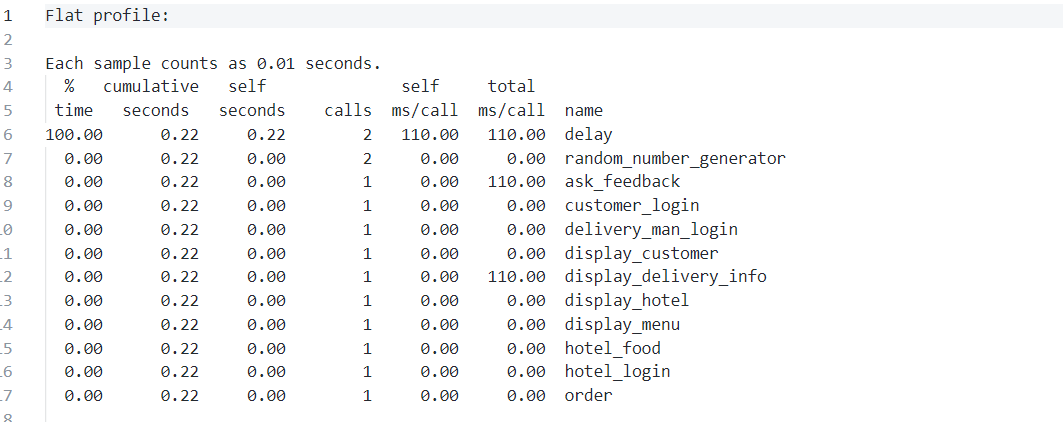 1 Flat profile:
2
3 Each sample counts as 0.01 seconds.
4 % cumulative self self total
5 time seconds seconds calls ms/call ms/call name
6 100.00 0.22 0.22 2 110.00 110.00 delay
7 0.00 0.22 0.00 2 0.00 0.00 random_number_generator
8 0.00 0.22 0.00 1 0.00 110.00 ask_feedback
9 0.00 0.22 0.00 1 0.00 0.00 customer_login
0 0.00 0.22 0.00 1 0.00 0.00 delivery_man_login
1 0.00 0.22 0.00 1 0.00 0.00 display_customer
2 0.00 0.22 0.00 1 0.00 110.00 display_delivery_info
3 0.00 0.22 0.00 1 0.00 0.00 display_hotel
4 0.00 0.22 0.00 1 0.00 0.00 display_menu
5 0.00 0.22 0.00 1 0.00 0.00 hotel_food
6 0.00 0.22 0.00 1 0.00 0.00 hotel_login
7 0.00 0.22 0.00 1 0.00 0.00 order
8